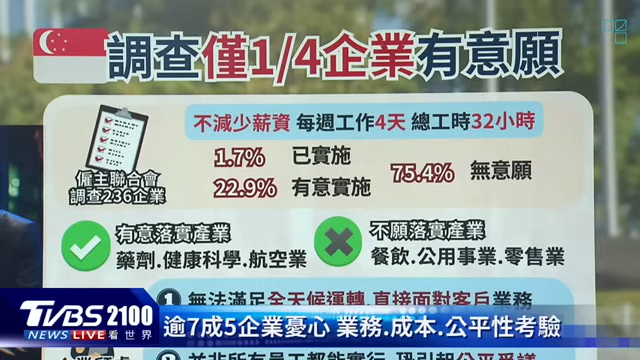 調查僅1/4企業有意願
不減少薪資 每週工作4天 總工時32小時
僱主聯合會
調查236企業
1.7% 已實施
22.9% 有意實施
75.4% 無意願
有意落實產業
藥劑.健康科學.航空業
不願落實產業
餐飲.公用事業.零售業
1 無法滿足全天候運轉.直接面對客戶業務
TVBS 2100
NEWS LIVE 看世界
逾7成5企業憂心 業務.成本.公平性考驗